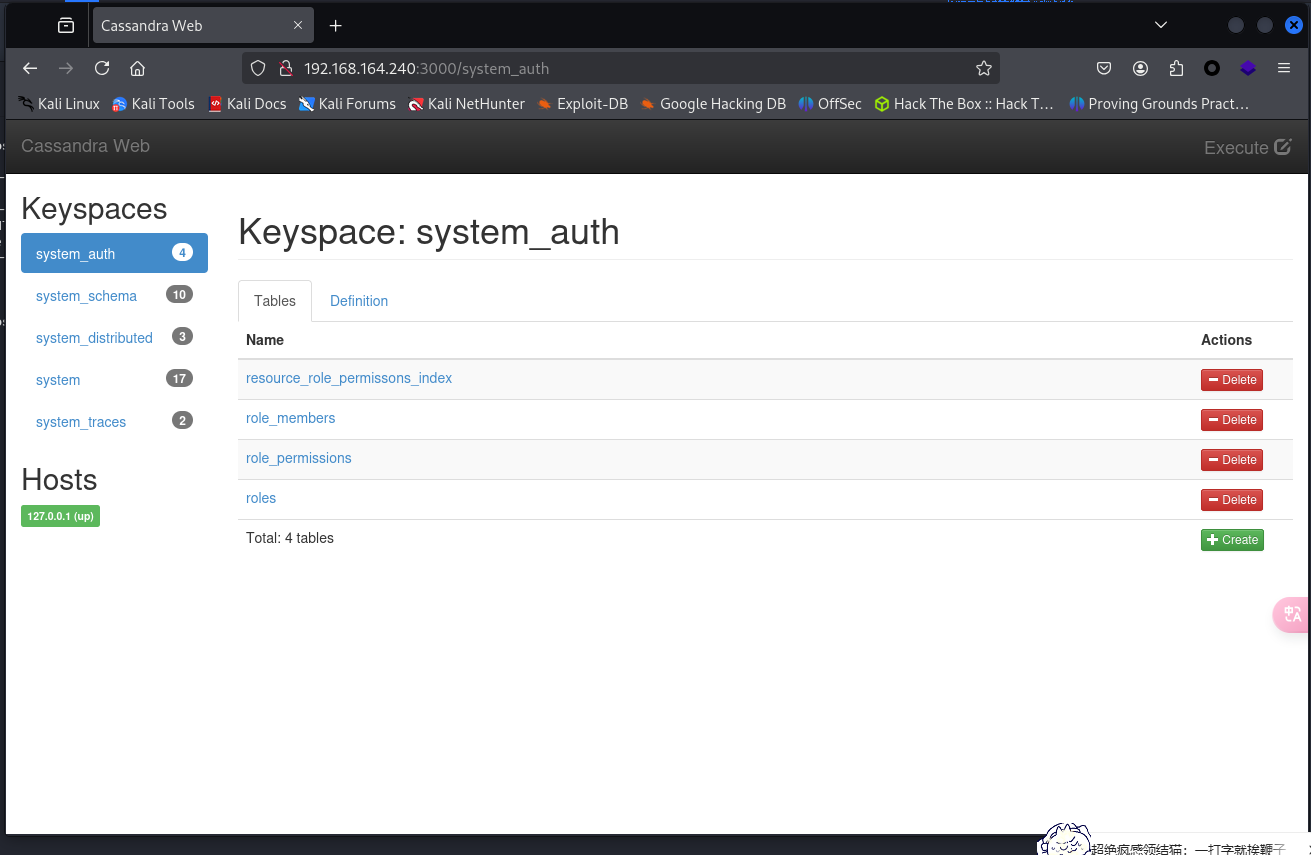 Cassandra Web
192.168.164.240:3000/system_auth
Kali Linux Kali Tools Kali Docs Kali Forums Kali NetHunter Exploit-DB Google Hacking DB OffSec Hack The Box :: Hack T… Proving Grounds Pract…
Cassandra Web Execute
Keyspaces
system_auth 4
system_schema 10
system_distributed 3
system 17
system_traces 2
Hosts
127.0.0.1 (up)
Keyspace: system_auth
Tables Definition
Name Actions
resource_role_permissons_index Delete
role_members Delete
role_permissions Delete
roles Delete
Total: 4 tables Create
中A
超绝疯感领结猫：一打字就挨鞭子